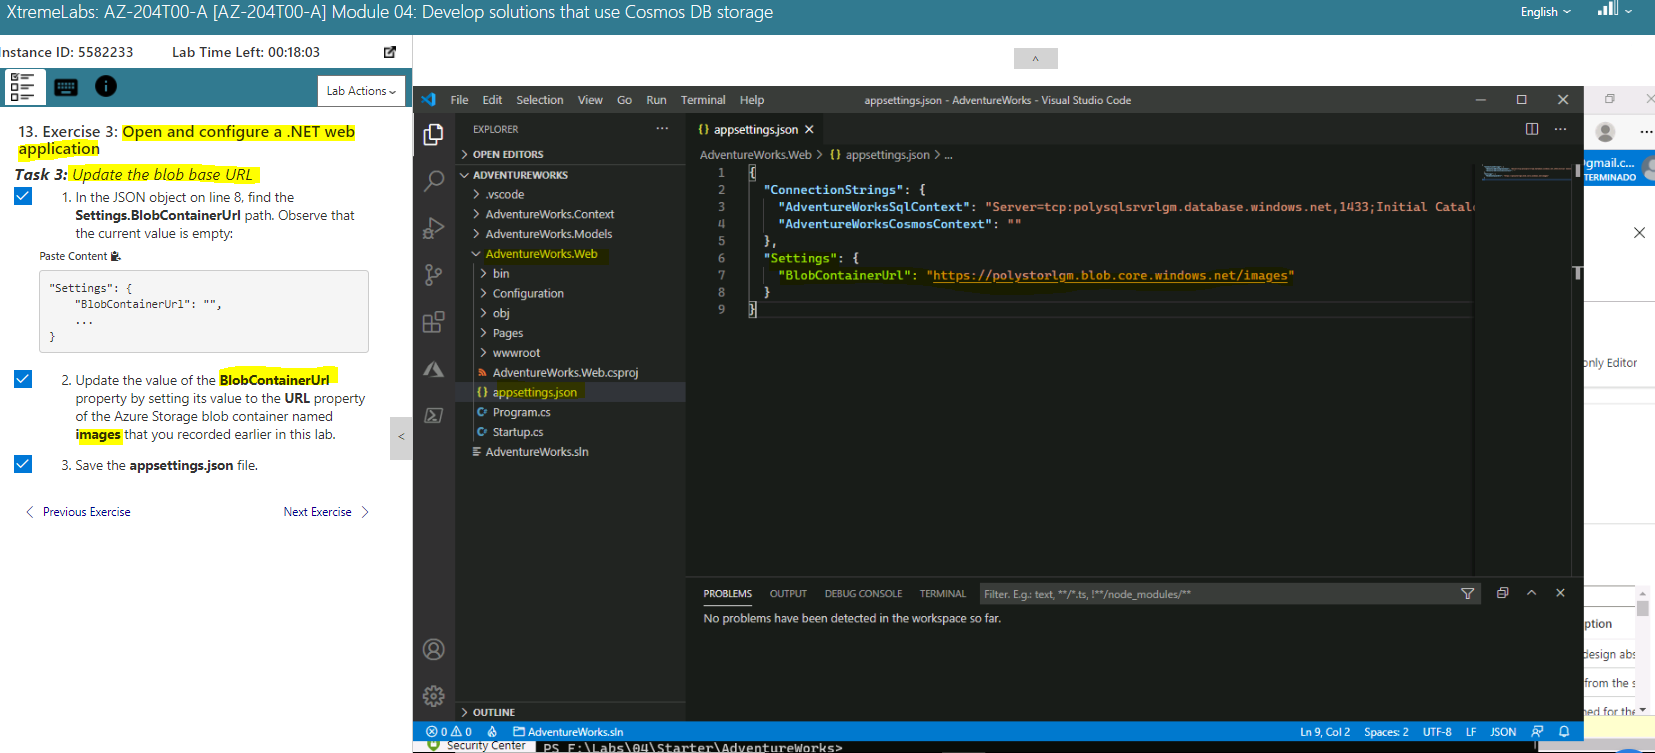 XtremeLabs: AZ-204T00-A [AZ-204T00-A] Module 04: Develop solutions that use Cosmos DB storage
English
nstance ID: 5582233 Lab Time Left: 00:18:03
Lab Actions
13. Exercise 3: Open and configure a .NET web
application
Task 3: Update the blob base URL
1. In the JSON object on line 8, find the
Settings.BlobContainerUrl path. Observe that
the current value is empty:
Paste Content
"Settings": {
"BlobContainerUrl": "",
...
}
2. Update the value of the BlobContainerUrl
property by setting its value to the URL property
of the Azure Storage blob container named
images that you recorded earlier in this lab.
3. Save the appsettings.json file.
Previous Exercise Next Exercise
File Edit Selection View Go Run Terminal Help appsettings.json - AdventureWorks - Visual Studio Code
EXPLORER
OPEN EDITORS
ADVENTUREWORKS
.vscode
AdventureWorks.Context
AdventureWorks.Models
AdventureWorks.Web
bin
Configuration
obj
Pages
wwwroot
AdventureWorks.Web.csproj
{} appsettings.json
C# Program.cs
C# Startup.cs
AdventureWorks.sln
OUTLINE
{} appsettings.json
AdventureWorks.Web > {} appsettings.json > ...
1 {
2 "ConnectionStrings": {
3 "AdventureWorksSqlContext": "Server=tcp:polysqlsrvrlgm.database.windows.net,1433;Initial Catal
4 "AdventureWorksCosmosContext": ""
5 },
6 "Settings": {
7 "BlobContainerUrl": "https://polystorlgm.blob.core.windows.net/images"
8 }
9 }
PROBLEMS OUTPUT DEBUG CONSOLE TERMINAL Filter. E.g.: text, **/*.ts, !**/node_modules/**
No problems have been detected in the workspace so far.
0 0 AdventureWorks.sln Ln 9, Col 2 Spaces: 2 UTF-8 LF JSON
Security Center PS F:\Labs\04\Starter\AdventureWorks>
gmail.c...
TERMINADO
only Editor
ption
design abs
from the s
ned for the